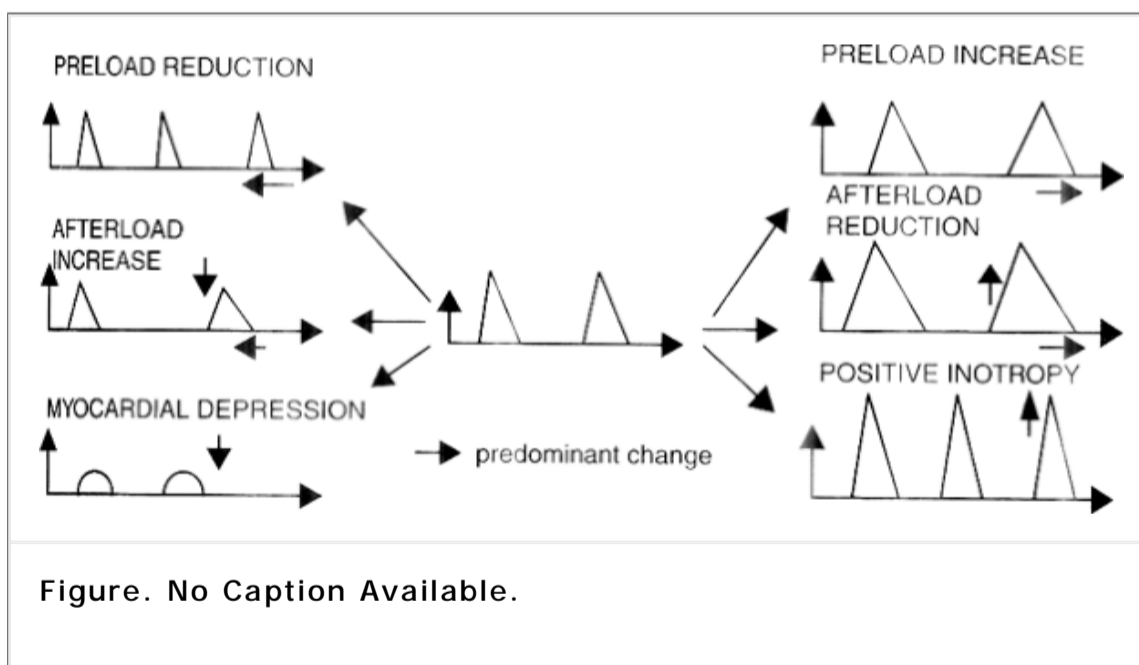 PRELOAD REDUCTION
AFTERLOAD
INCREASE
MYOCARDIAL DEPRESSION
predominant change
PRELOAD INCREASE
AFTERLOAD
REDUCTION
POSITIVE INOTROPY
Figure. No Caption Available.